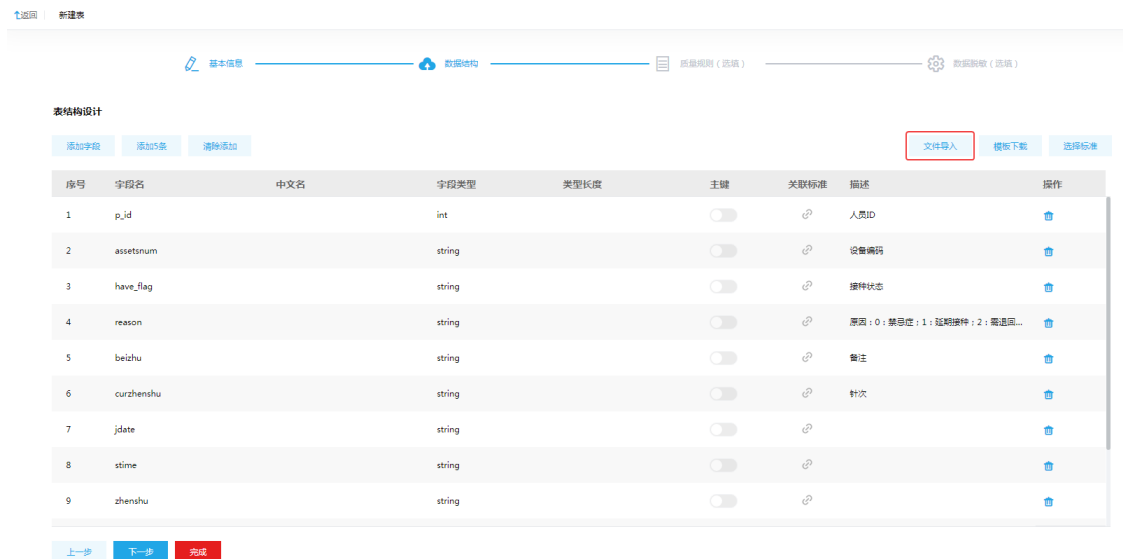 返回 新建表
基本信息 数据结构 质量规则（选填） 数据脱敏（选填）
表结构设计
添加字段 添加5条 清除添加 文件导入 模板下载 选择标准
序号 字段名 中文名 字段类型 类型长度 主键 关联标准 描述 操作
1 p_id int 人员ID
2 assetsnum string 设备编码
3 have_flag string 接种状态
4 reason string 原因：0：禁忌症；1：延期接种；2：需退回...
5 beizhu string 备注
6 curzhenshu string 针次
7 jdate string
8 stime string
9 zhenshu string
上一步 下一步 完成